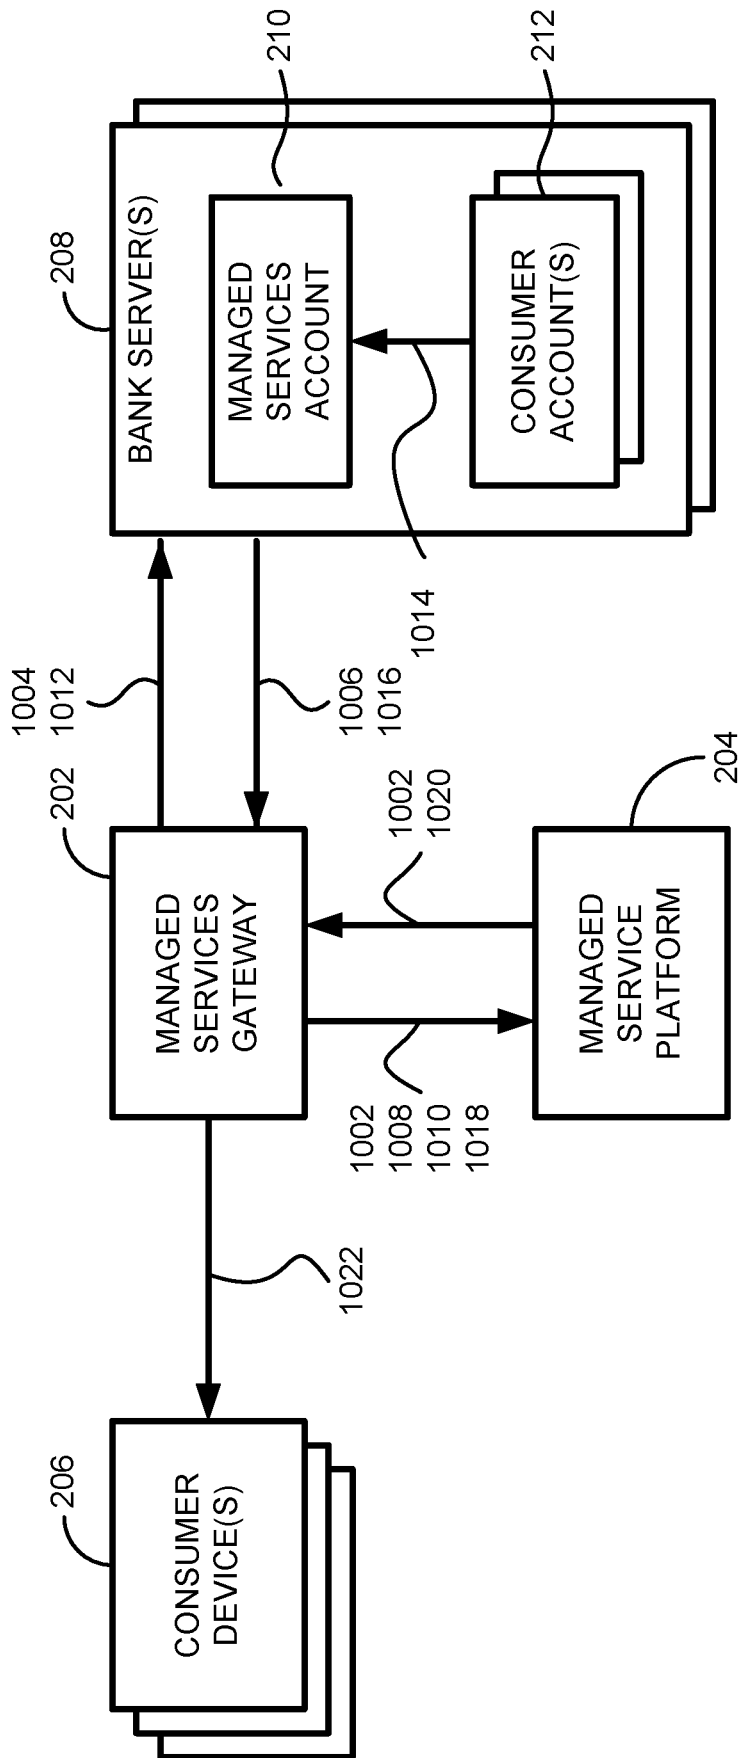 206
CONSUMER
DEVICE(S)
1022
202
MANAGED
SERVICES
GATEWAY
1002
1008
1010
1018
1002
1020
204
MANAGED
SERVICE
PLATFORM
1004
1012
1006
1016
208
BANK SERVER(S)
210
MANAGED
SERVICES
ACCOUNT
1014
212
CONSUMER
ACCOUNT(S)